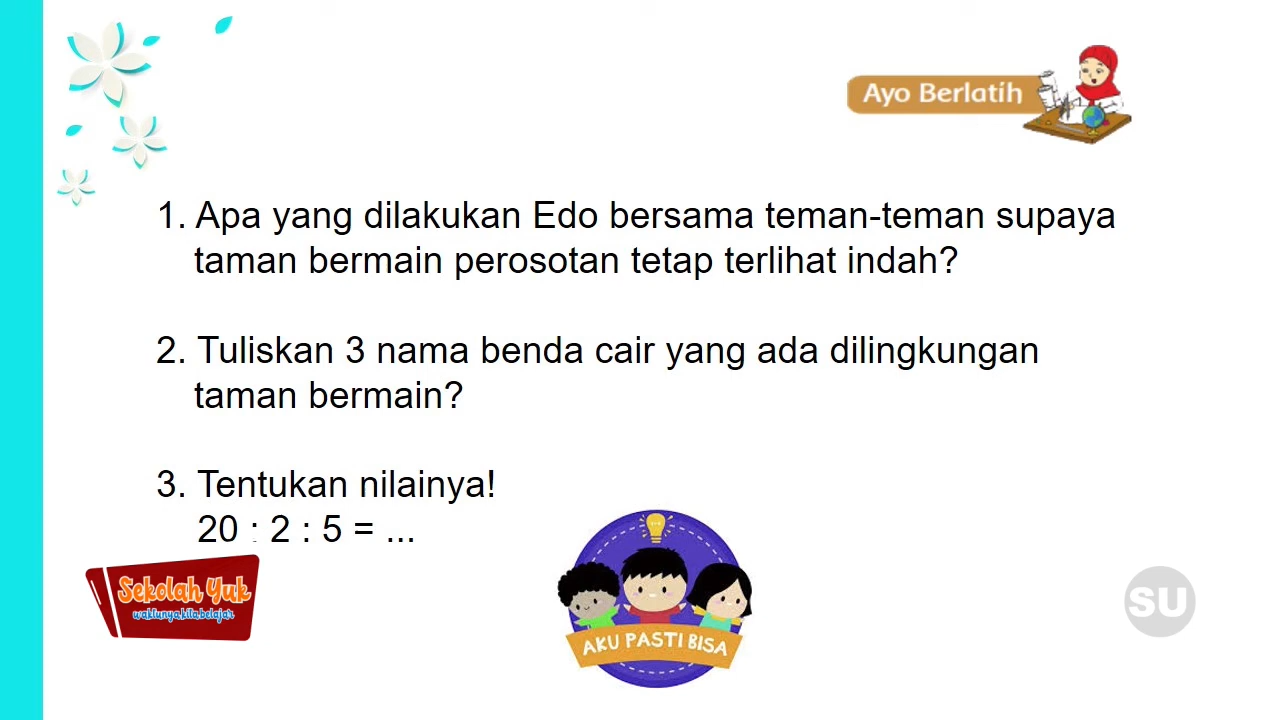 Ayo Berlatih
1. Apa yang dilakukan Edo bersama teman-teman supaya
taman bermain perosotan tetap terlihat indah?
2. Tuliskan 3 nama benda cair yang ada dilingkungan
taman bermain?
3. Tentukan nilainya!
20 : 2 : 5 = ...
Sekolah Yuk
waktunya kita belajar
AKU PASTI BISA
SU